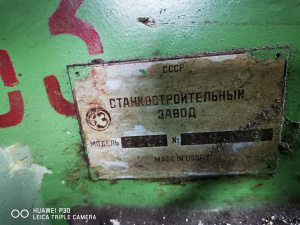 СССР
СТАНКОСТРОИТЕЛЬНЫЙ
ЗАВОД
МОДЕЛЬ №
MADE IN USSR
HUAWEI P30
LEICA TRIPLE CAMERA